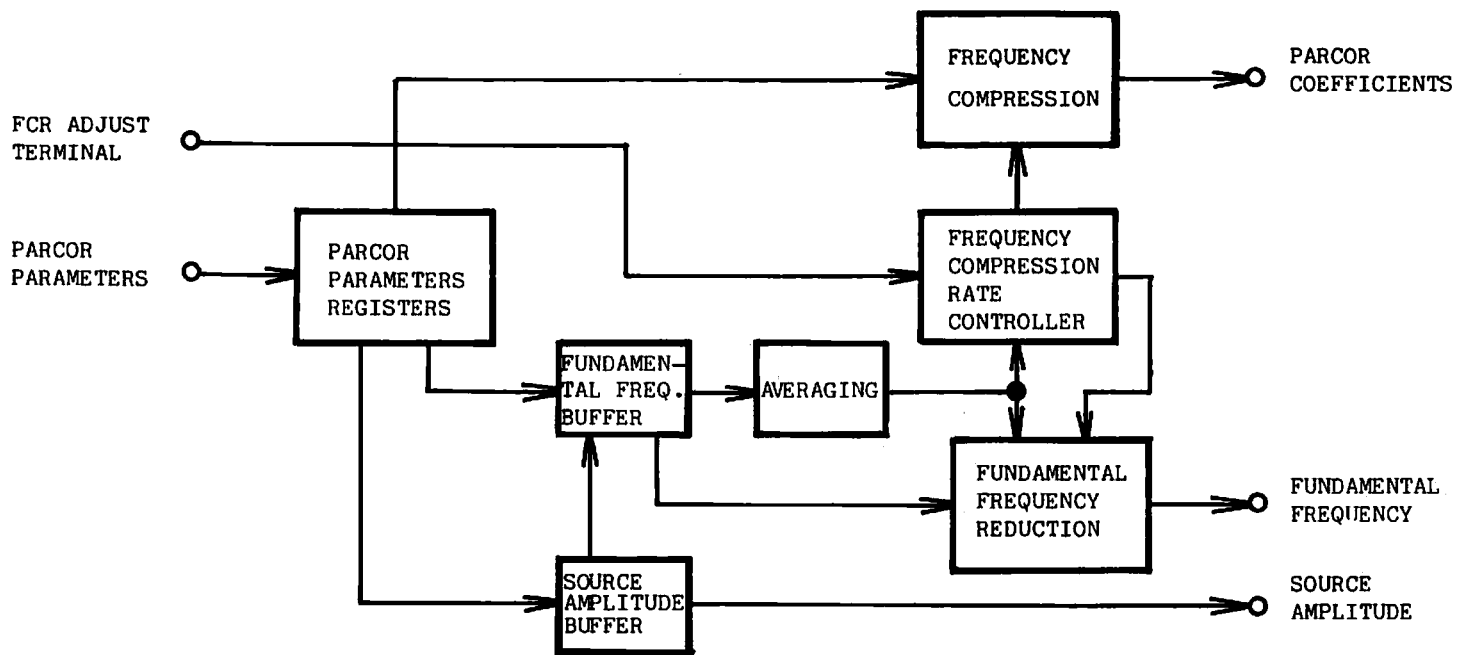 FREQUENCY
COMPRESSION
PARCOR
COEFFICIENTS
FCR ADJUST
TERMINAL
PARCOR
PARAMETERS
PARCOR
PARAMETERS
REGISTERS
FREQUENCY
COMPRESSION
RATE
CONTROLLER
FUNDAMEN-
TAL FREQ.
BUFFER
AVERAGING
FUNDAMENTAL
FREQUENCY
REDUCTION
FUNDAMENTAL
FREQUENCY
SOURCE
AMPLITUDE
BUFFER
SOURCE
AMPLITUDE